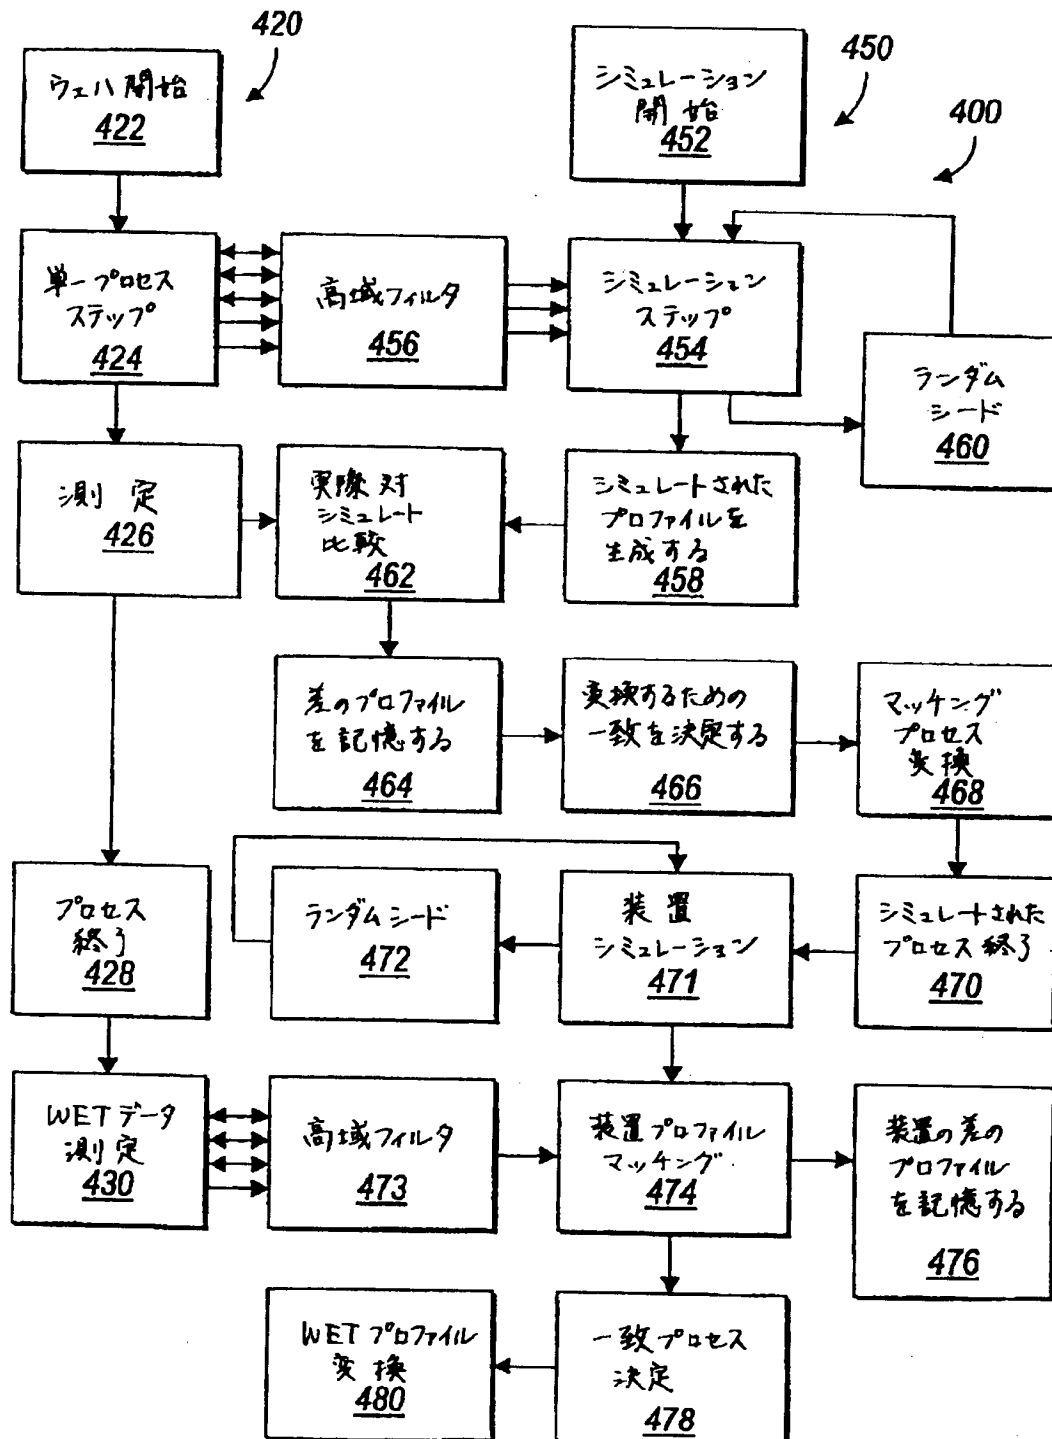 420
ウェハ開始
422
シミュレーション
開始
452
450
400
単一プロセス
ステップ
424
高域フィルタ
456
シミュレーション
ステップ
454
ランダム
シード
460
測定
426
実際対
シミュレート
比較
462
シミュレートされた
プロファイルを
生成する
458
差のプロファイル
を記憶する
464
変換するための
一致を決定する
466
マッチング
プロセス
変換
468
プロセス
終了
428
ランダムシード
472
装置
シミュレーション
471
シミュレートされた
プロセス終了
470
WETデータ
測定
430
高域フィルタ
473
装置プロファイル
マッチング
474
装置の差の
プロファイル
を記憶する
476
WETプロファイル
変換
480
一致プロセス
決定
478